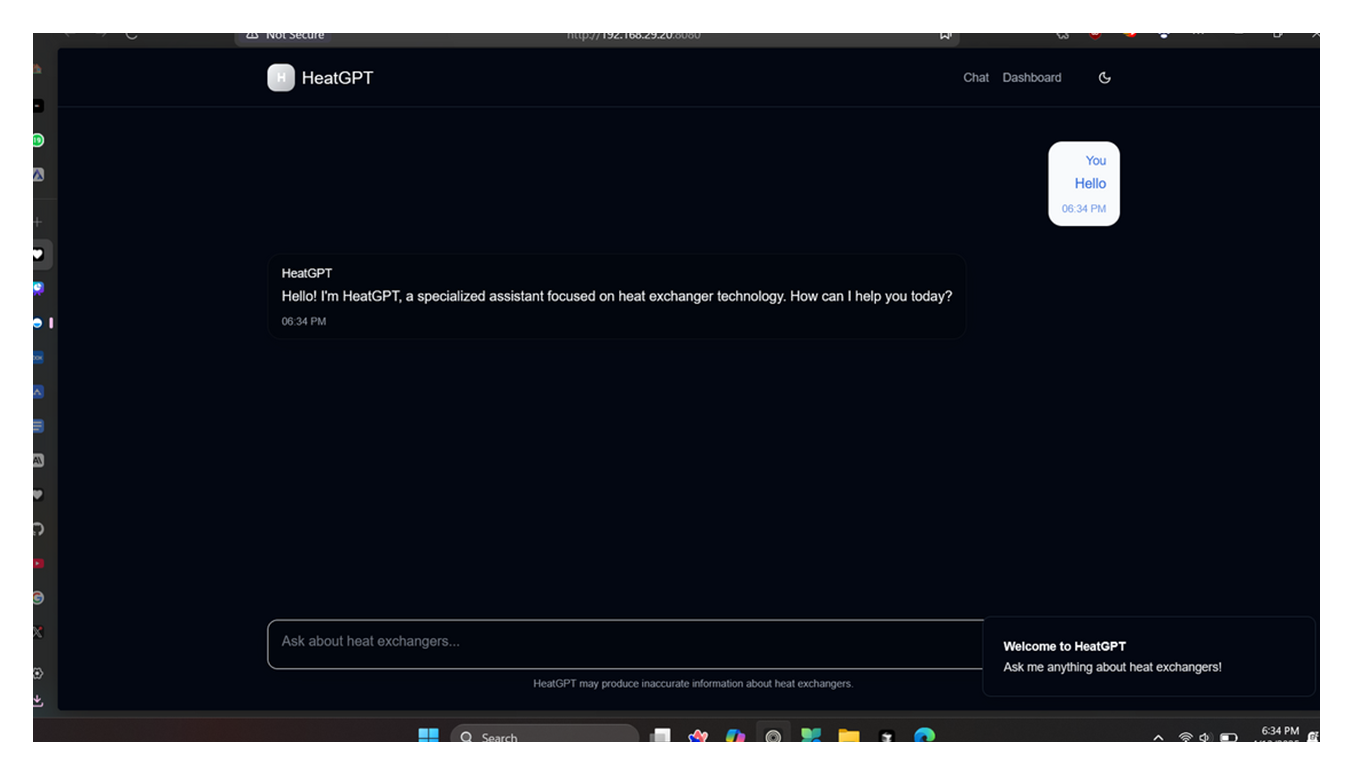 Not Secure
http://192.168.29.20:8080
H
HeatGPT
Chat
Dashboard
You
Hello
06:34 PM
HeatGPT
Hello! I'm HeatGPT, a specialized assistant focused on heat exchanger technology. How can I help you today?
06:34 PM
Ask about heat exchangers...
Welcome to HeatGPT
Ask me anything about heat exchangers!
HeatGPT may produce inaccurate information about heat exchangers.
Search
6:34 PM